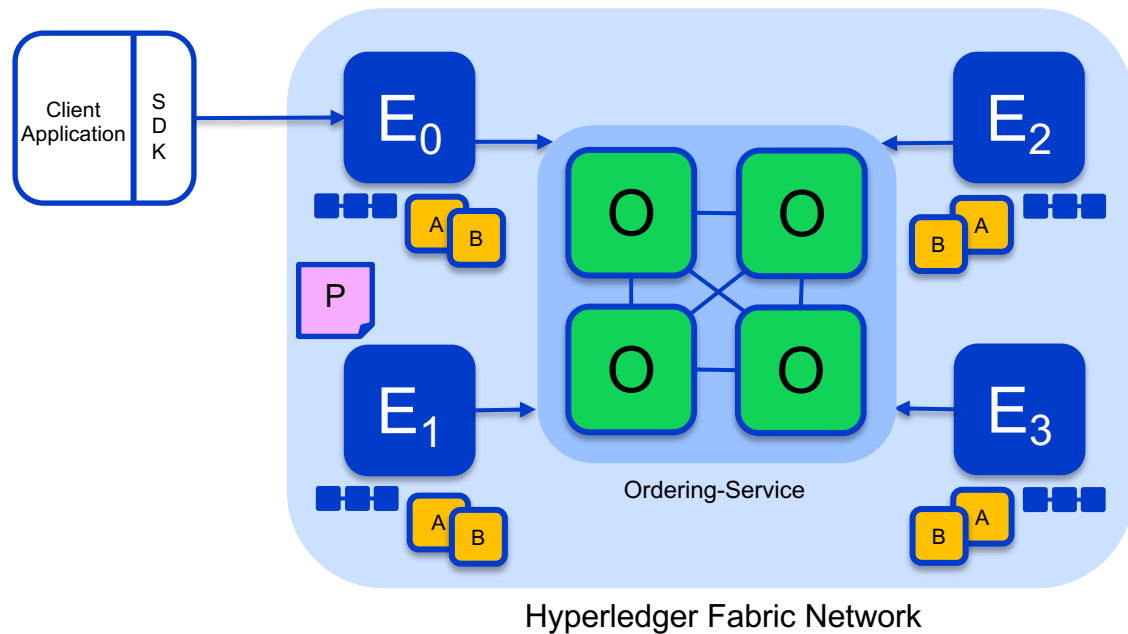 Client
Application
S
D
K
E0
E2
O
O
A
B
A
B
P
O
O
E1
E3
Ordering-Service
A
B
A
B
Hyperledger Fabric Network